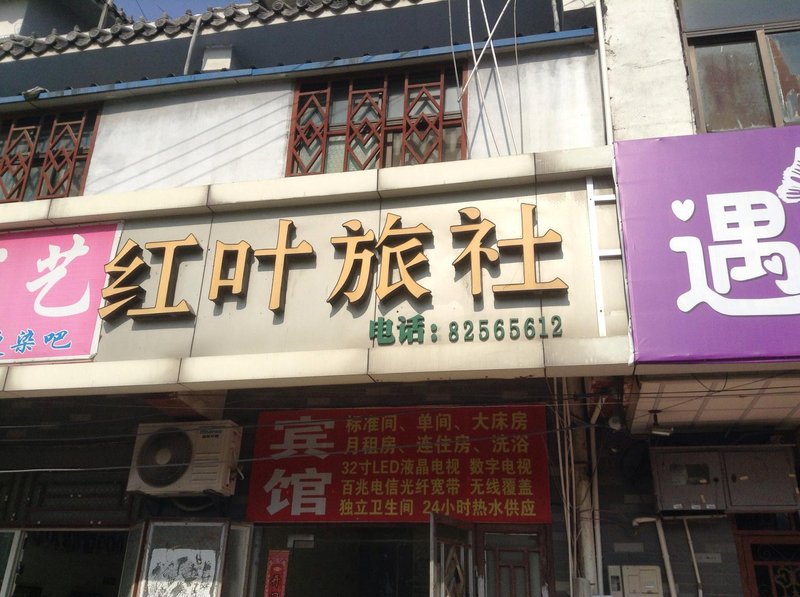 艺
染吧
红叶旅社
电话:82565612
遇
宾馆
标准间、单间、大床房
月租房、连住房、洗浴
32寸LED液晶电视 数字电视
百兆电信光纤宽带 无线覆盖
独立卫生间 24小时热水供应